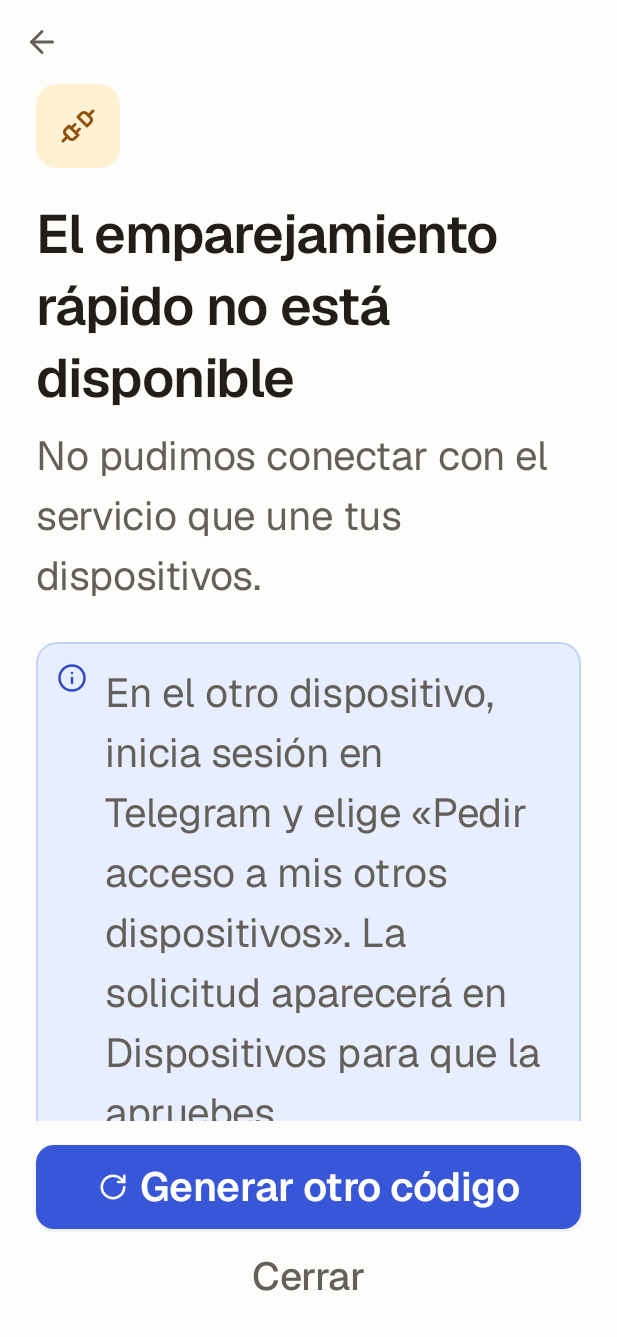 El emparejamiento
rápido no está
disponible
No pudimos conectar con el
servicio que une tus
dispositivos.
En el otro dispositivo,
inicia sesión en
Telegram y elige «Pedir
acceso a mis otros
dispositivos». La
solicitud aparecerá en
Dispositivos para que la
apruebes.
Generar otro código
Cerrar